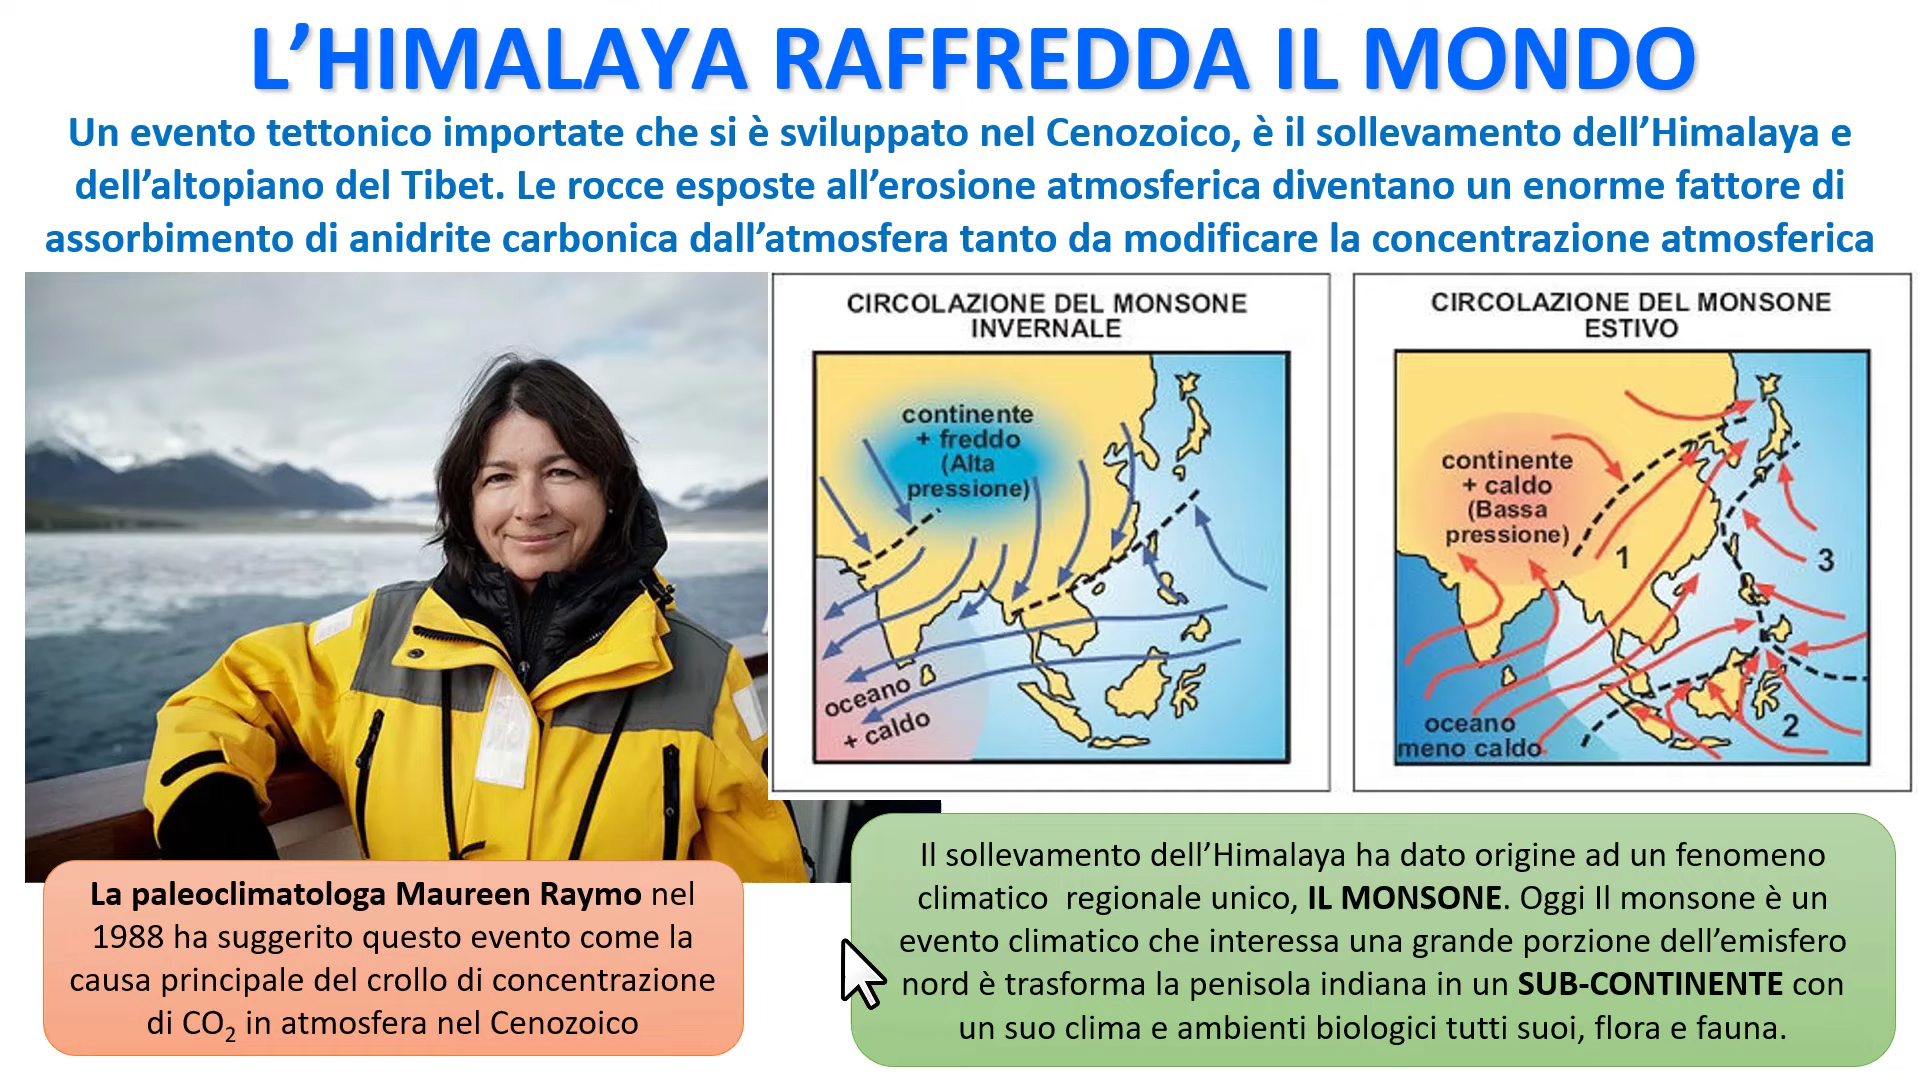 L’HIMALAYA RAFFREDDA IL MONDO
Un evento tettonico importate che si è sviluppato nel Cenozoico, è il sollevamento dell’Himalaya e
dell’altopiano del Tibet. Le rocce esposte all’erosione atmosferica diventano un enorme fattore di
assorbimento di anidrite carbonica dall’atmosfera tanto da modificare la concentrazione atmosferica
CIRCOLAZIONE DEL MONSONE
INVERNALE
continente
+ freddo
(Alta
pressione)
oceano
+ caldo
CIRCOLAZIONE DEL MONSONE
ESTIVO
continente
+ caldo
(Bassa
pressione)
1
3
2
oceano
meno caldo
La paleoclimatologa Maureen Raymo nel
1988 ha suggerito questo evento come la
causa principale del crollo di concentrazione
di CO₂ in atmosfera nel Cenozoico
Il sollevamento dell’Himalaya ha dato origine ad un fenomeno
climatico  regionale unico, IL MONSONE. Oggi Il monsone è un
evento climatico che interessa una grande porzione dell’emisfero
nord è trasforma la penisola indiana in un SUB-CONTINENTE con
un suo clima e ambienti biologici tutti suoi, flora e fauna.